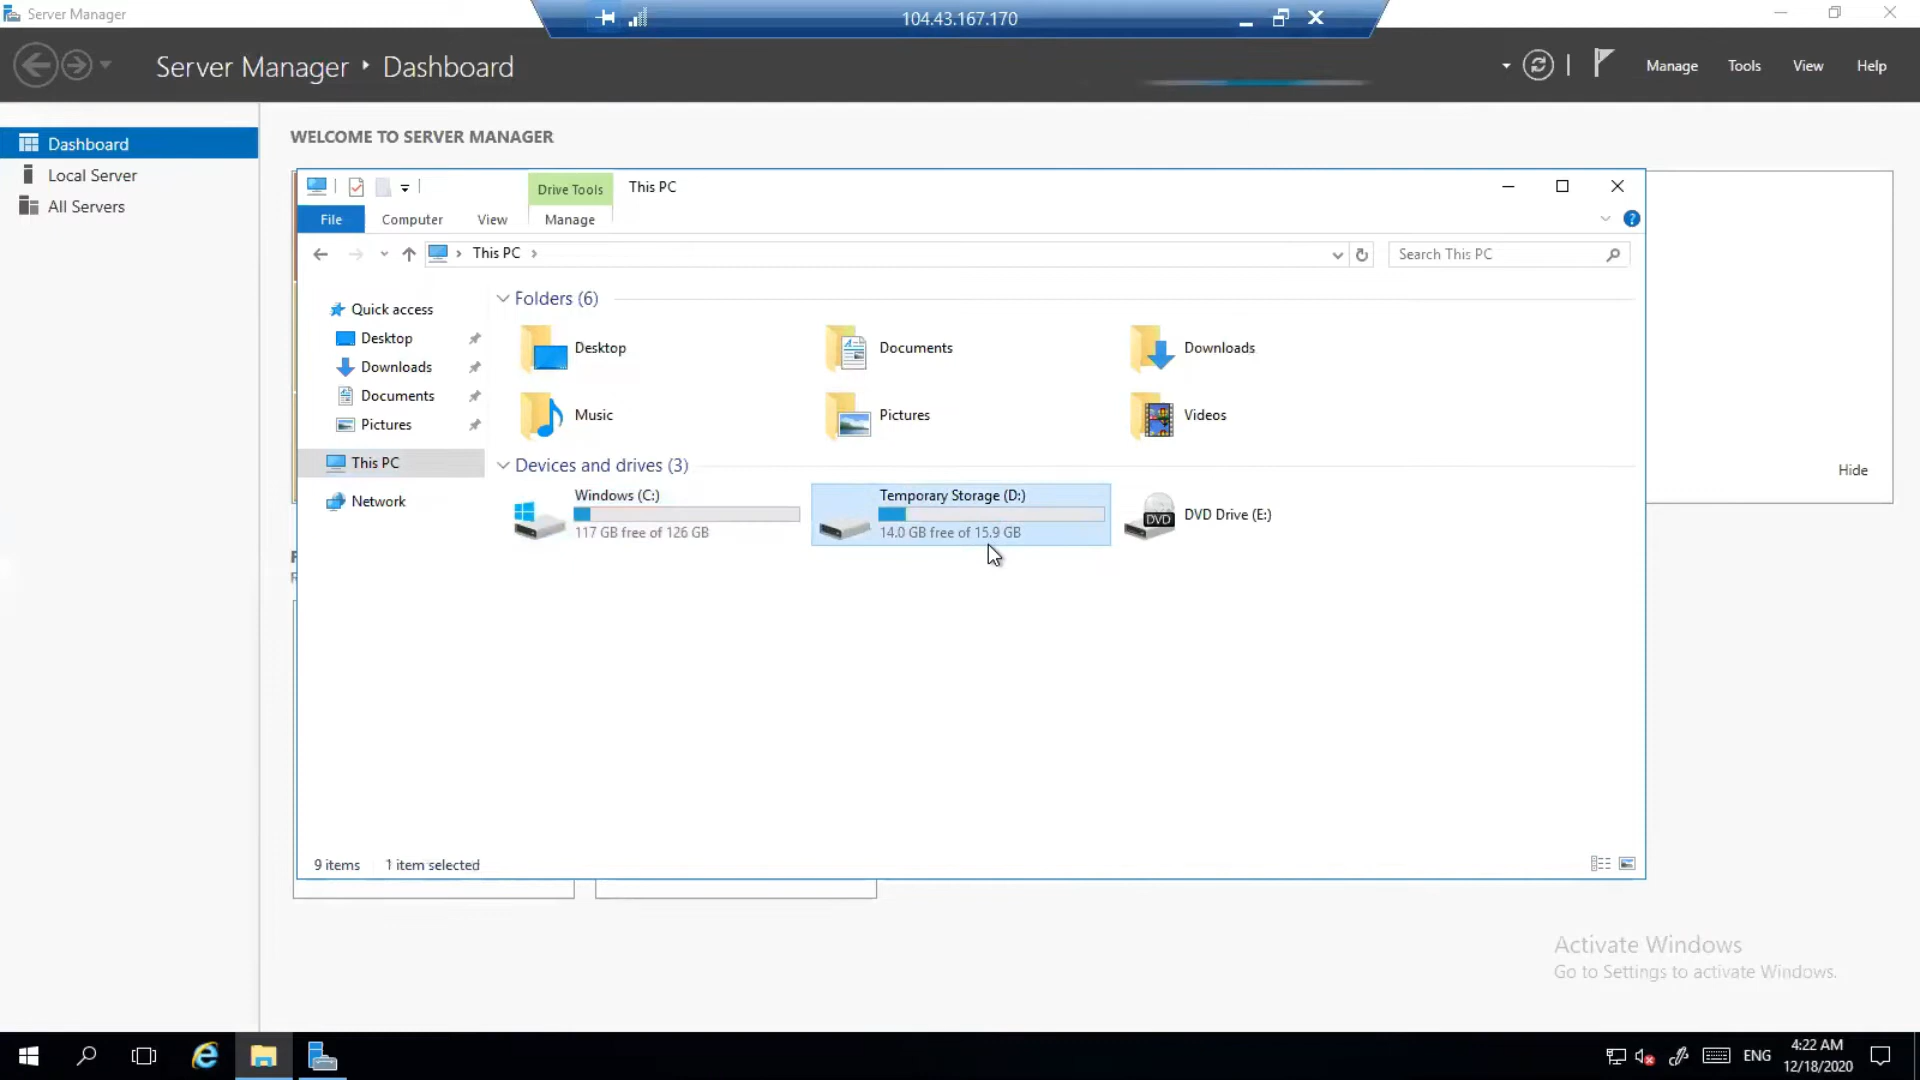 Server Manager
104.43.167.170
Server Manager ‣ Dashboard
Manage
Tools
View
Help
Dashboard
Local Server
All Servers
WELCOME TO SERVER MANAGER
Drive Tools
This PC
File
Computer
View
Manage
This PC
Search This PC
Quick access
Desktop
Downloads
Documents
Pictures
This PC
Network
Folders (6)
Desktop
Documents
Downloads
Music
Pictures
Videos
Devices and drives (3)
Windows (C:)
117 GB free of 126 GB
Temporary Storage (D:)
14.0 GB free of 15.9 GB
DVD
DVD Drive (E:)
Hide
9 items
1 item selected
Activate Windows
Go to Settings to activate Windows.
ENG
4:22 AM
12/18/2020